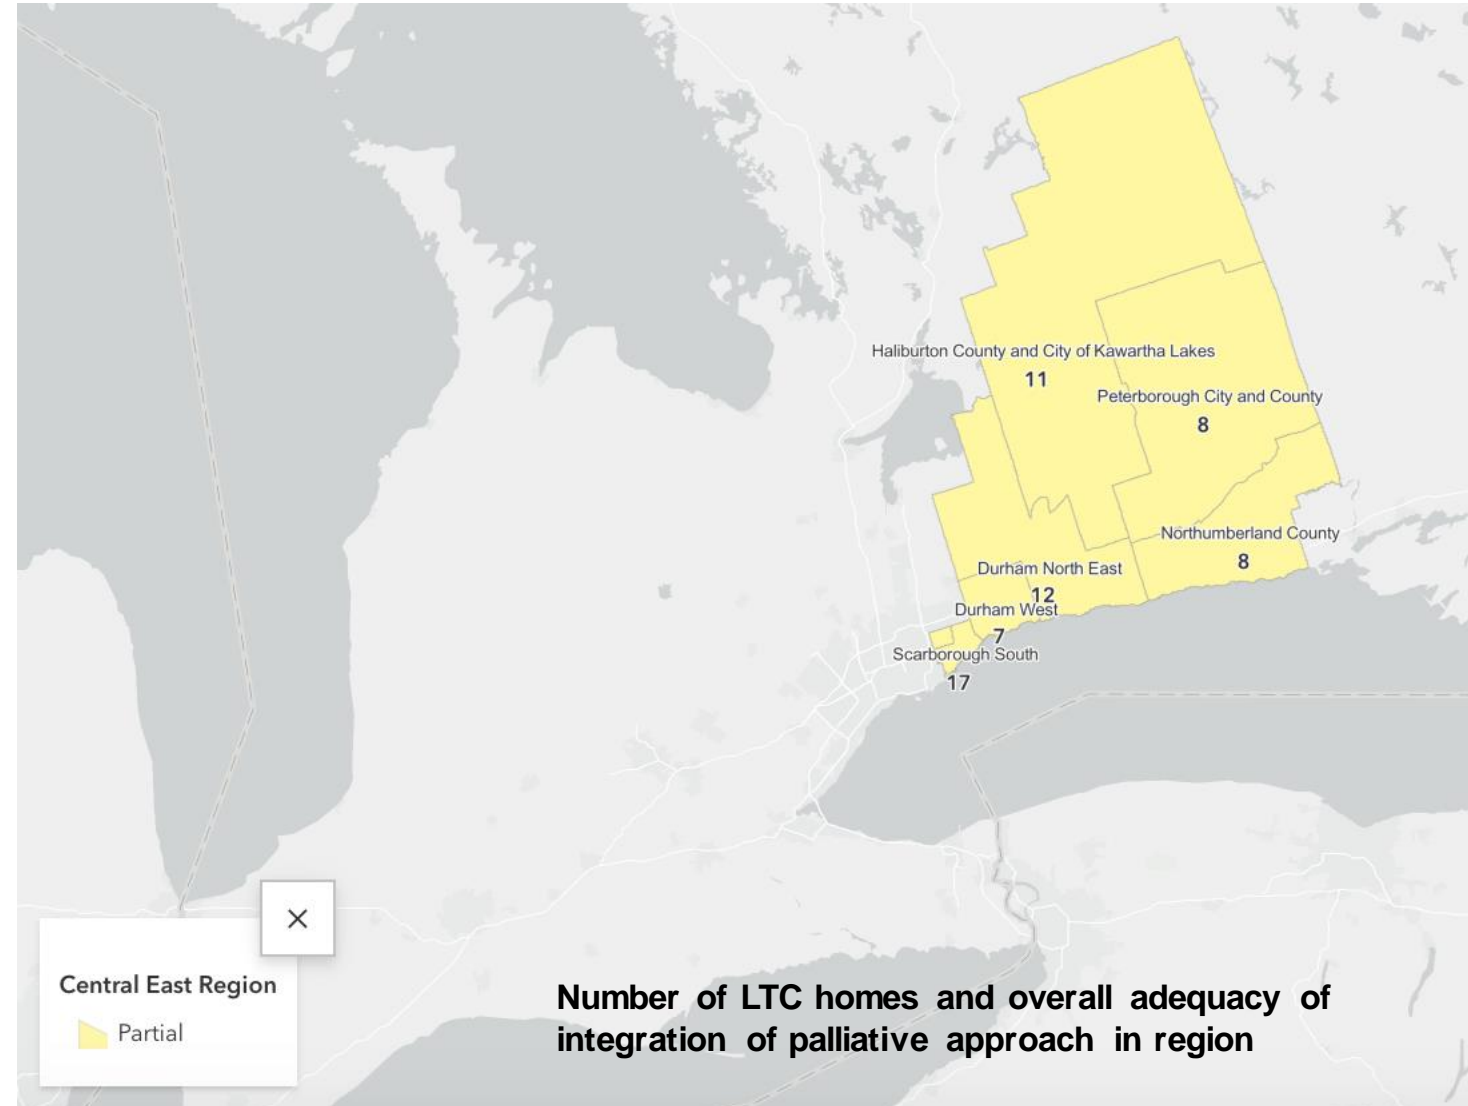 Haliburton County and City of Kawartha Lakes
11
Peterborough City and County
8
Northumberland County
8
Durham North East
12
Durham West
7
Scarborough South
17
Central East Region
Partial
Number of LTC homes and overall adequacy of
integration of palliative approach in region